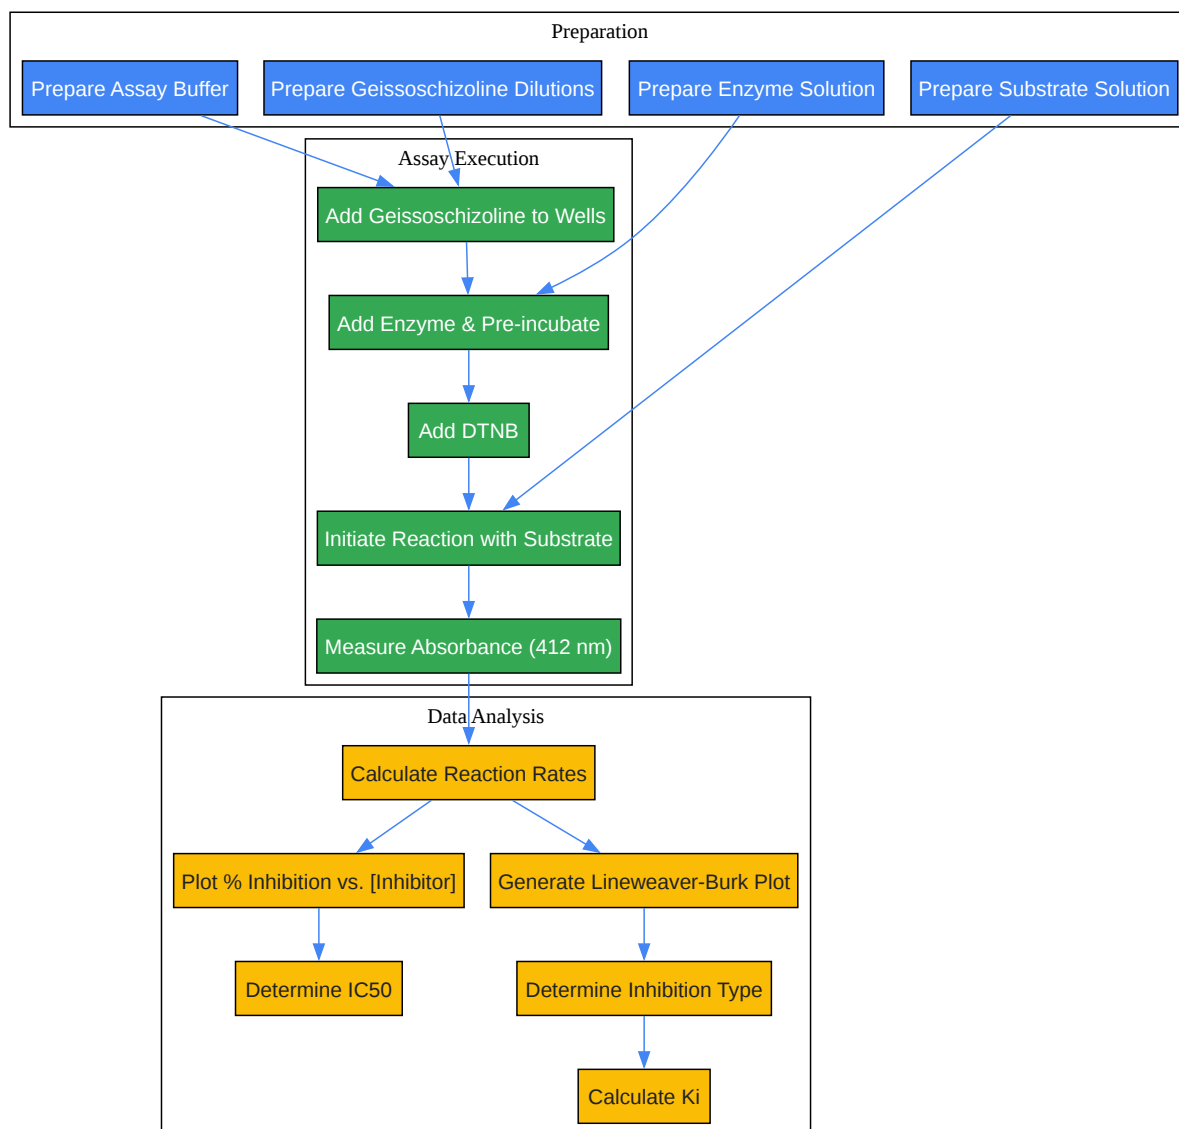 Preparation
Prepare Assay Buffer
Prepare Geissoschizoline Dilutions
Prepare Enzyme Solution
Prepare Substrate Solution
Assay Execution
Add Geissoschizoline to Wells
Add Enzyme & Pre-incubate
Add DTNB
Initiate Reaction with Substrate
Measure Absorbance (412 nm)
Data Analysis
Calculate Reaction Rates
Plot % Inhibition vs. [Inhibitor]
Generate Lineweaver-Burk Plot
Determine IC50
Determine Inhibition Type
Calculate Ki